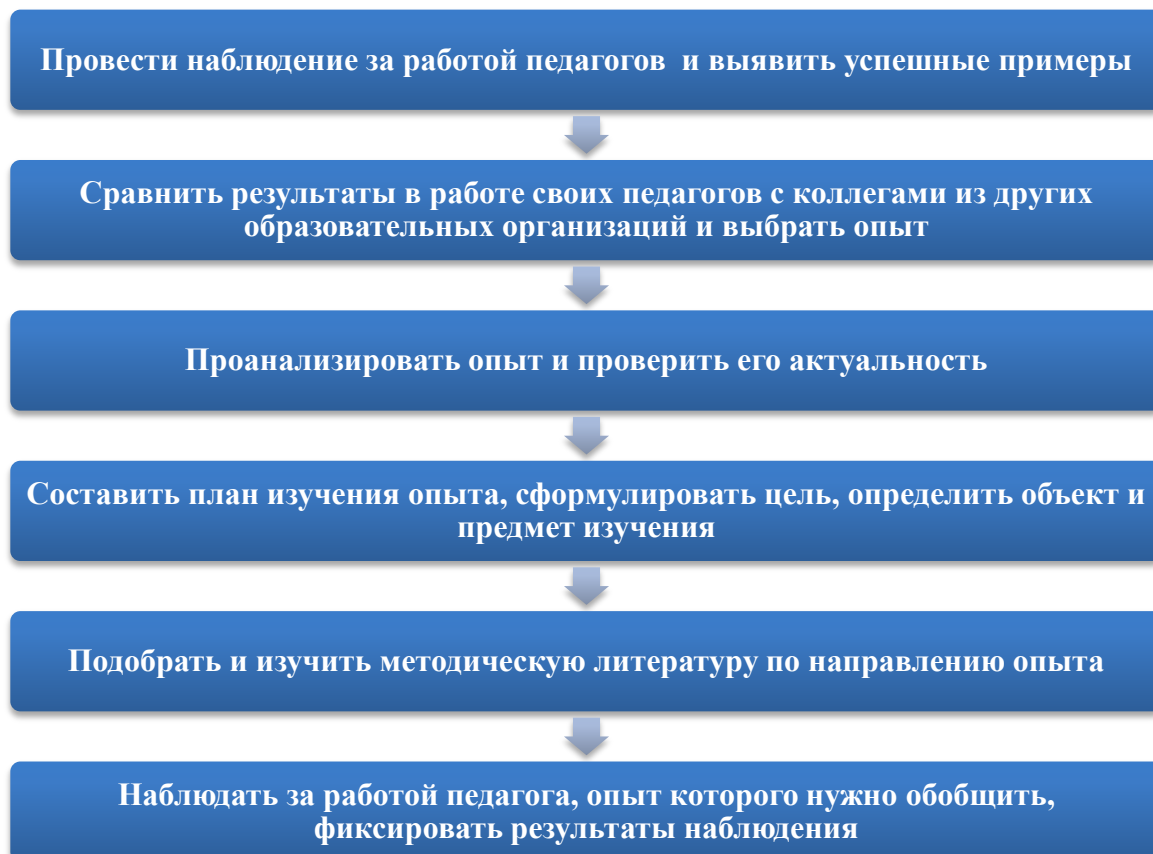 Провести наблюдение за работой педагогов и выявить успешные примеры
Сравнить результаты в работе своих педагогов с коллегами из других
образовательных организаций и выбрать опыт
Проанализировать опыт и проверить его актуальность
Составить план изучения опыта, сформулировать цель, определить объект и
предмет изучения
Подобрать и изучить методическую литературу по направлению опыта
Наблюдать за работой педагога, опыт которого нужно обобщить,
фиксировать результаты наблюдения